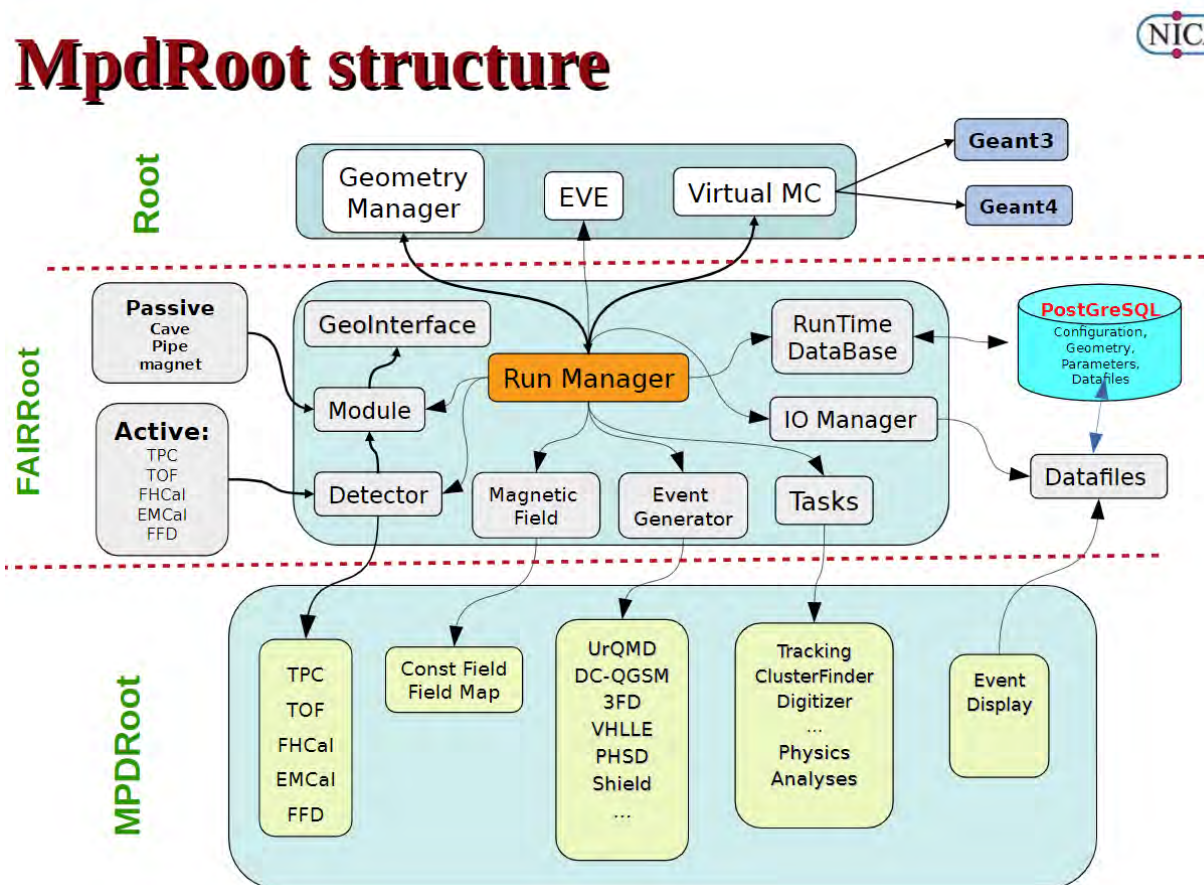 MpdRoot structure
NIC
Root
Geometry
Manager
EVE
Virtual MC
Geant3
Geant4
FAIRRoot
Passive
Cave
Pipe
magnet
Active:
TPC
TOF
FHCal
EMCal
FFD
GeoInterface
Module
Detector
Run Manager
Magnetic
Field
Event
Generator
Tasks
RunTime
DataBase
IO Manager
PostGreSQL
Configuration,
Geometry,
Parameters,
Datafiles
Datafiles
MPDRoot
TPC
TOF
FHCal
EMCal
FFD
Const Field
Field Map
UrQMD
DC-QGSM
3FD
VHLLE
PHSD
Shield
...
Tracking
ClusterFinder
Digitizer
...
Physics
Analyses
Event
Display